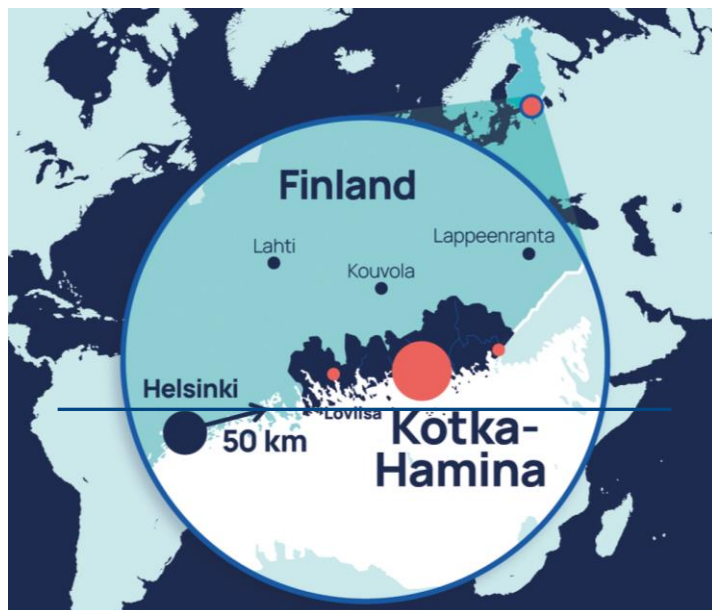 Finland
Lappeenranta
Lahti
Kouvola
Helsinki
Loviisa
50 km
Kotka-
Hamina